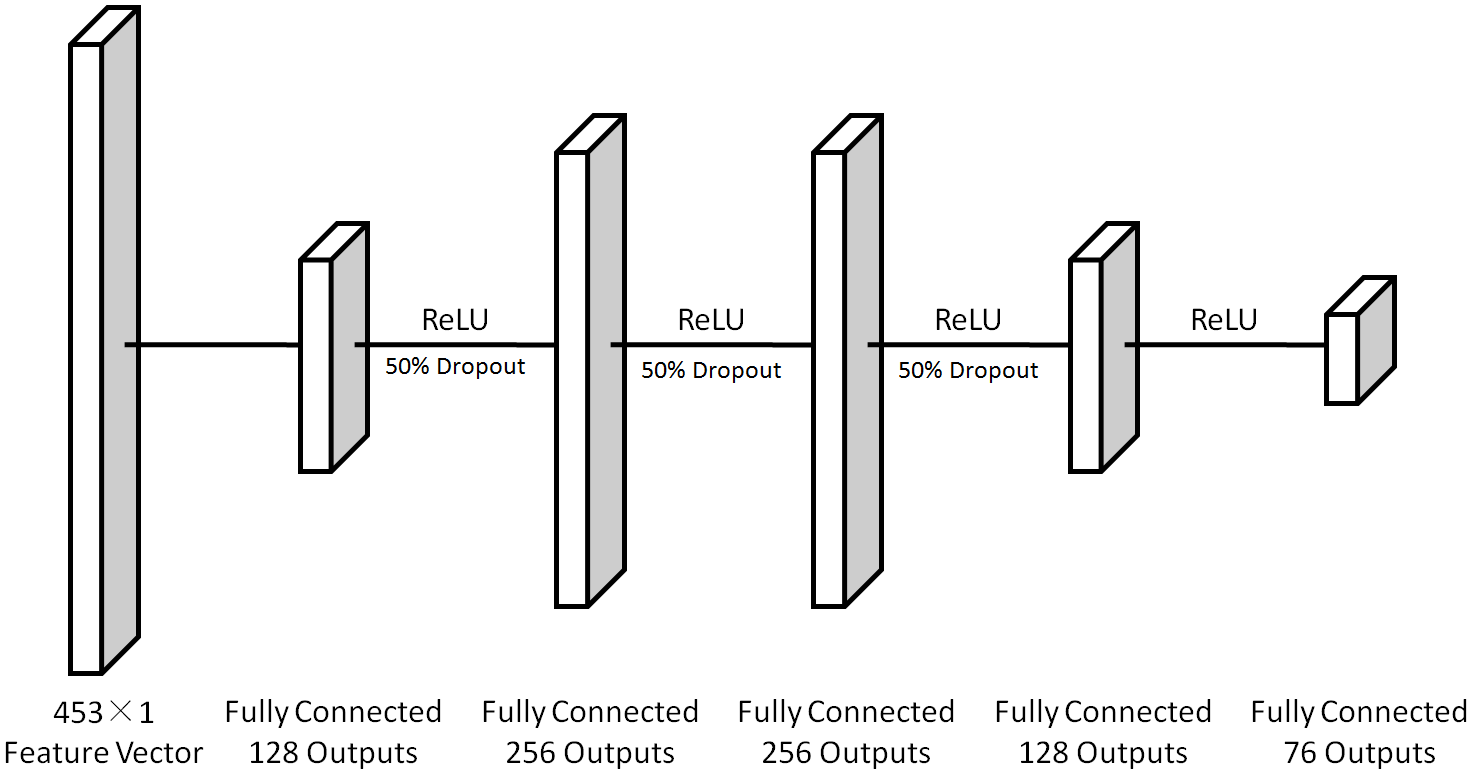 ReLU
50% Dropout
ReLU
50% Dropout
ReLU
50% Dropout
ReLU
453×1
Feature Vector
Fully Connected
128 Outputs
Fully Connected
256 Outputs
Fully Connected
256 Outputs
Fully Connected
128 Outputs
Fully Connected
76 Outputs